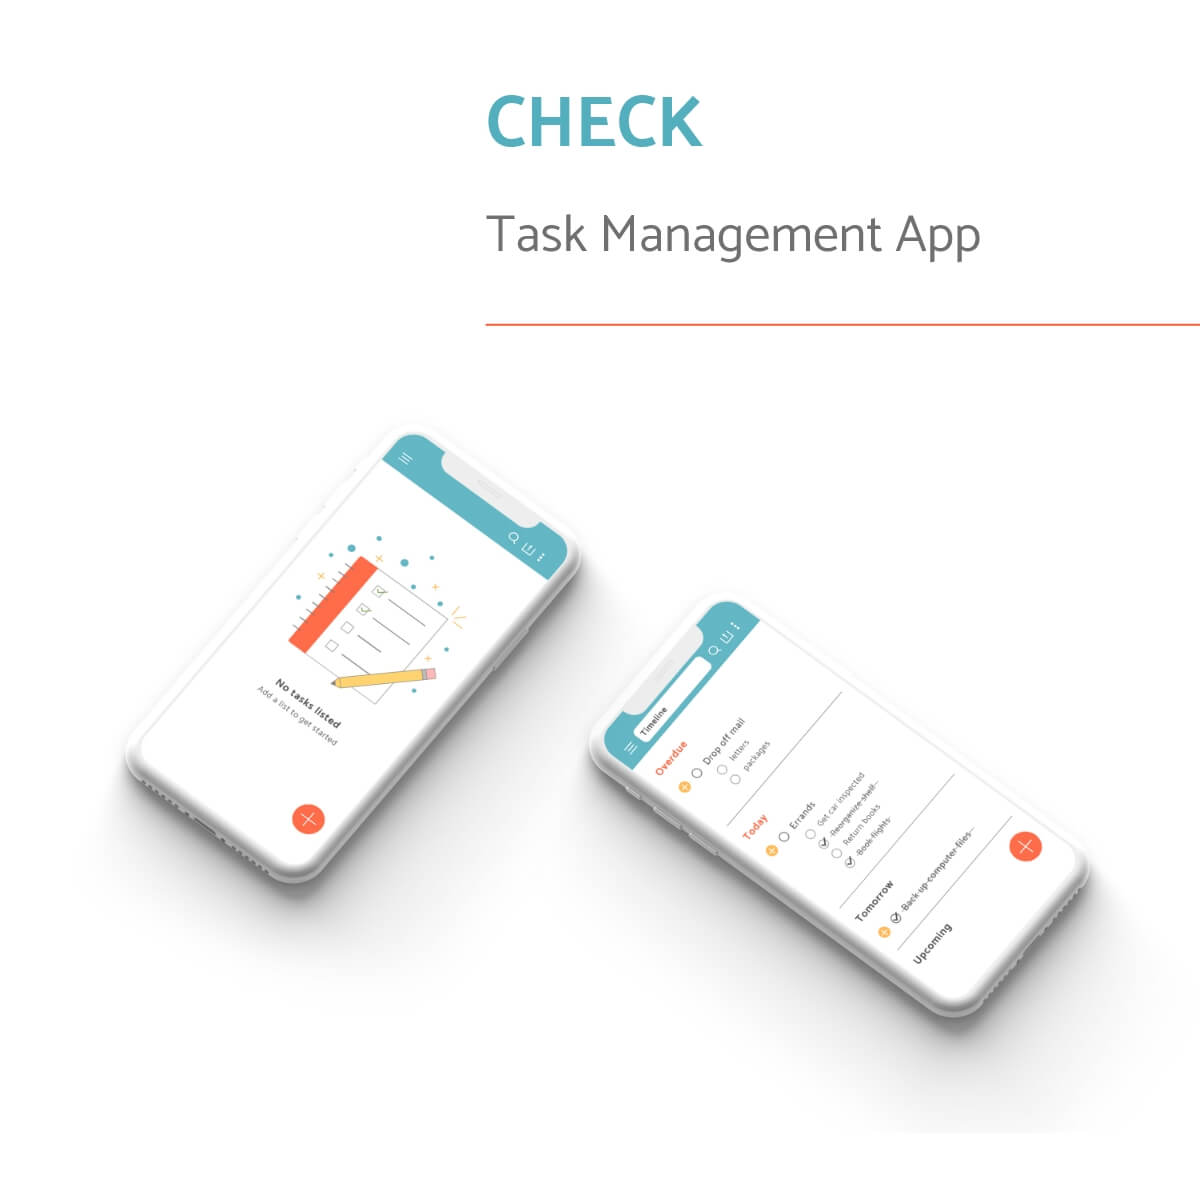 CHECK
Task Management App
No tasks listed
Add a list to get started
Timeline
Overdue
Drop off mail
letters
packages
Today
Errands
Get car inspected
Reorganize shelf
Return books
Book flights
Tomorrow
Back up computer files
Upcoming